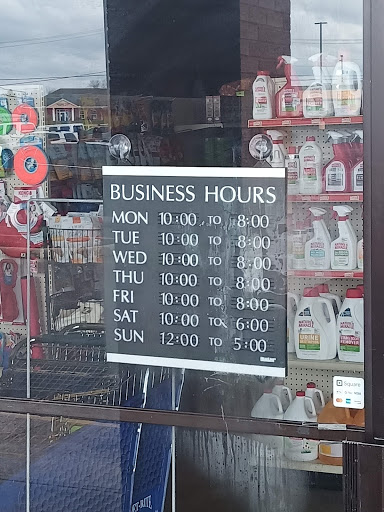 BUSINESS HOURS
MON 10:00 TO 8:00
TUE 10:00 TO 8:00
WED 10:00 TO 8:00
THU 10:00 TO 8:00
FRI 10:00 TO 8:00
SAT 10:00 TO 6:00
SUN 12:00 TO 5:00
Square